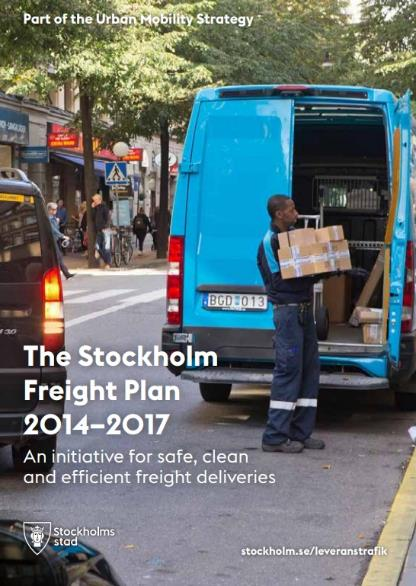 Part of the Urban Mobility Strategy
BGD 013
The Stockholm
Freight Plan
2014–2017
An initiative for safe, clean
and efficient freight deliveries
Stockholms
stad
stockholm.se/leveranstrafik